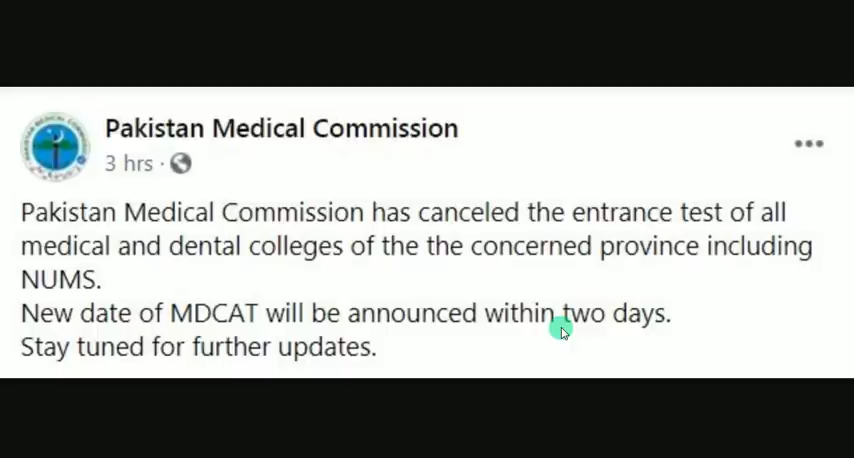 Pakistan Medical Commission
3 hrs ·
Pakistan Medical Commission has canceled the entrance test of all
medical and dental colleges of the the concerned province including
NUMS.
New date of MDCAT will be announced within two days.
Stay tuned for further updates.